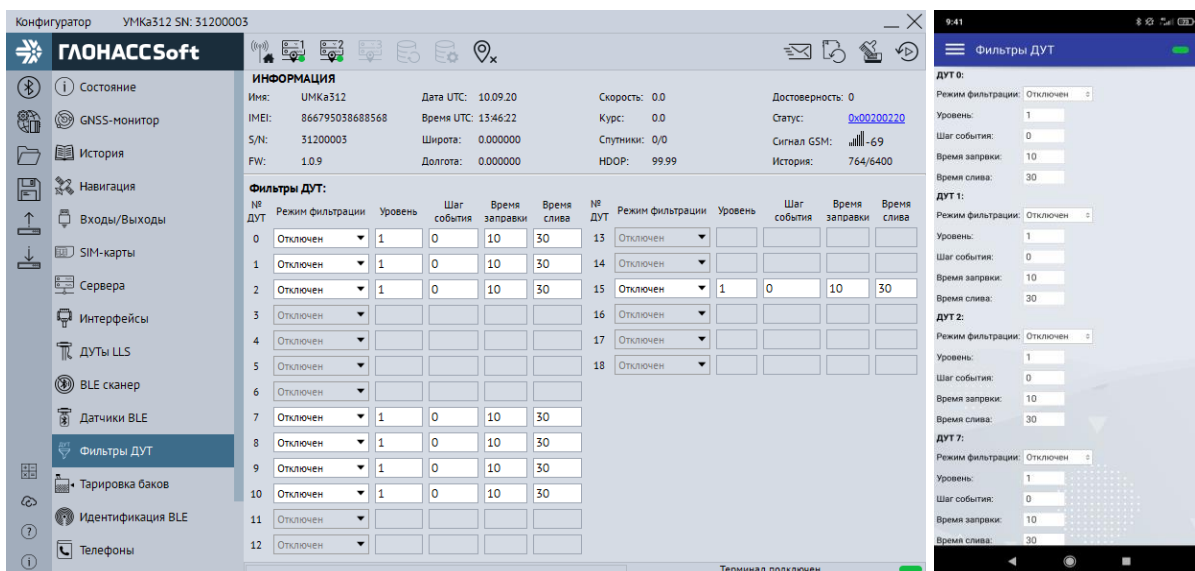 Конфигуратор УМКа312 SN: 31200003
ГЛОНАССSoft
Состояние
GNSS-монитор
История
Навигация
Входы/Выходы
SIM-карты
Сервера
Интерфейсы
ДУТы LLS
BLE сканер
Датчики BLE
Фильтры ДУТ
Тарировка баков
Идентификация BLE
Телефоны
1 2
ИНФОРМАЦИЯ
Имя: UMKa312 Дата UTC: 10.09.20 Скорость: 0.0 Достоверность: 0
IMEI: 866795038688568 Время UTC: 13:46:22 Курс: 0.0 Статус: 0x00200220
S/N: 31200003 Широта: 0.000000 Спутники: 0/0 Сигнал GSM: -69
FW: 1.0.9 Долгота: 0.000000 HDOP: 99.99 История: 764/6400
Фильтры ДУТ:
№ ДУТ Режим фильтрации Уровень Шаг события Время заправки Время слива
0 Отключен 1 0 10 30
1 Отключен 1 0 10 30
2 Отключен 1 0 10 30
3 Отключен
4 Отключен
5 Отключен
6 Отключен
7 Отключен 1 0 10 30
8 Отключен 1 0 10 30
9 Отключен 1 0 10 30
10 Отключен 1 0 10 30
11 Отключен
12 Отключен
№ ДУТ Режим фильтрации Уровень Шаг события Время заправки Время слива
13 Отключен
14 Отключен
15 Отключен 1 0 10 30
16 Отключен
17 Отключен
18 Отключен
Терминал подключен
9:41
Фильтры ДУТ
ДУТ 0:
Режим фильтрации: Отключен
Уровень: 1
Шаг события: 0
Время запрвки: 10
Время слива: 30
ДУТ 1:
Режим фильтрации: Отключен
Уровень: 1
Шаг события: 0
Время запрвки: 10
Время слива: 30
ДУТ 2:
Режим фильтрации: Отключен
Уровень: 1
Шаг события: 0
Время запрвки: 10
Время слива: 30
ДУТ 7:
Режим фильтрации: Отключен
Уровень: 1
Шаг события: 0
Время запрвки: 10
Время слива: 30